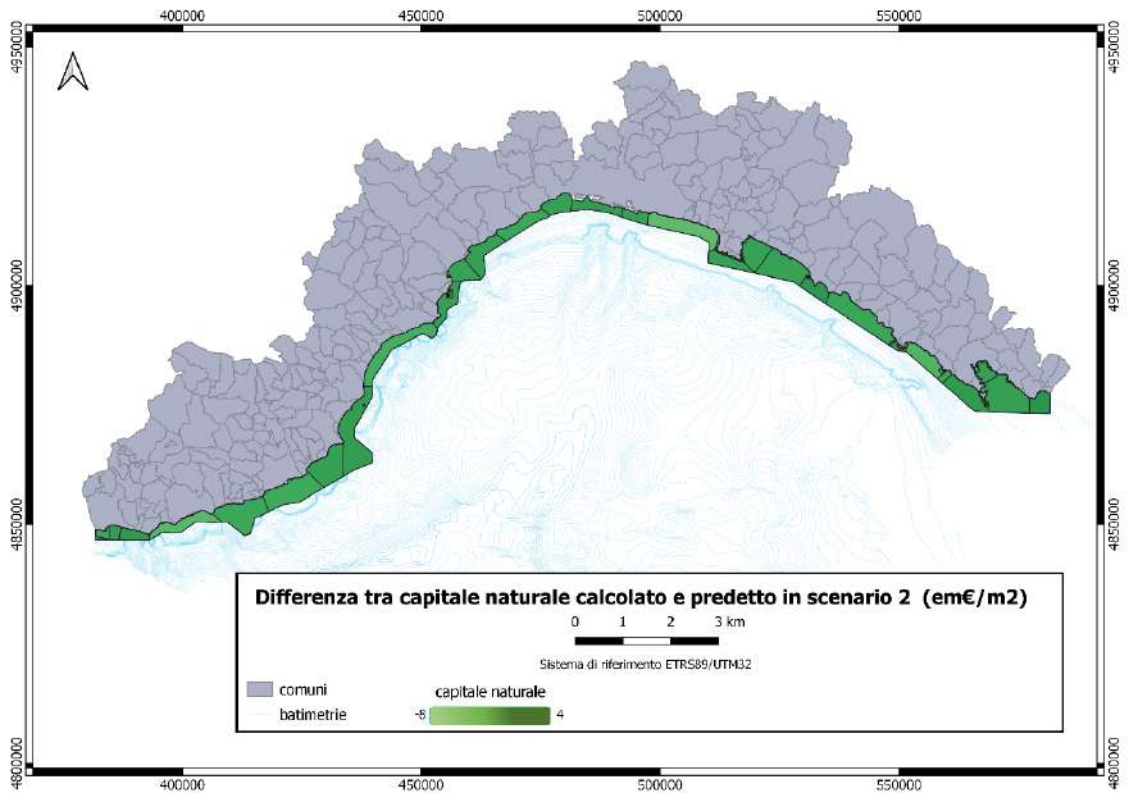 400000 450000 500000 550000
4950000 4950000
4900000 4900000
4850000 4850000
Differenza tra capitale naturale calcolato e predetto in scenario 2 (em€/m2)
0 1 2 3 km
Sistema di riferimento ETRS89/UTM32
comuni capitale naturale
batimetrie -8 4
4800000 4800000
400000 450000 500000 550000